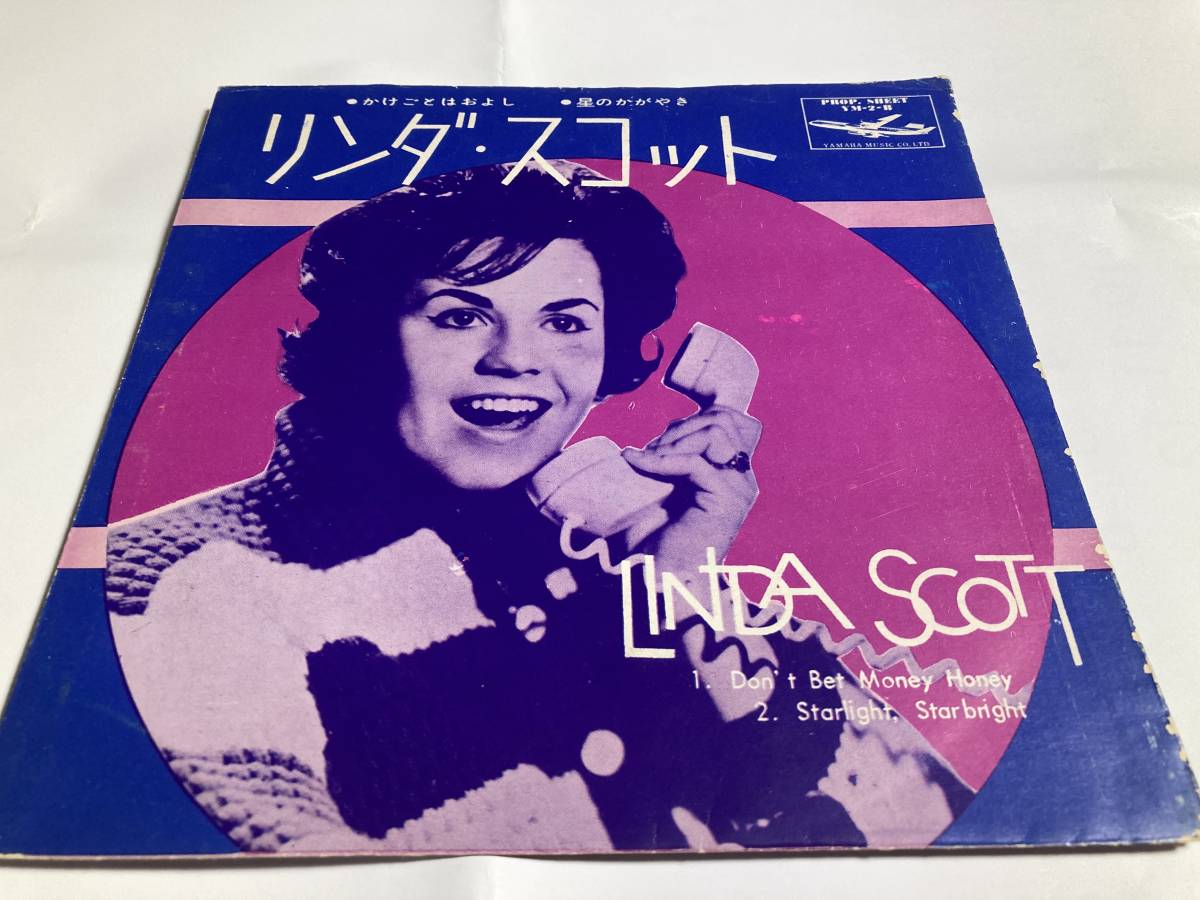 •かけごとはおよし •星のかがやき
リンダ・スコット
PROP. SHEET
YM-2-B
YAMAHA MUSIC CO. LTD
LINDA SCOTT
1. Don't Bet Money Honey
2. Starlight, Starbright